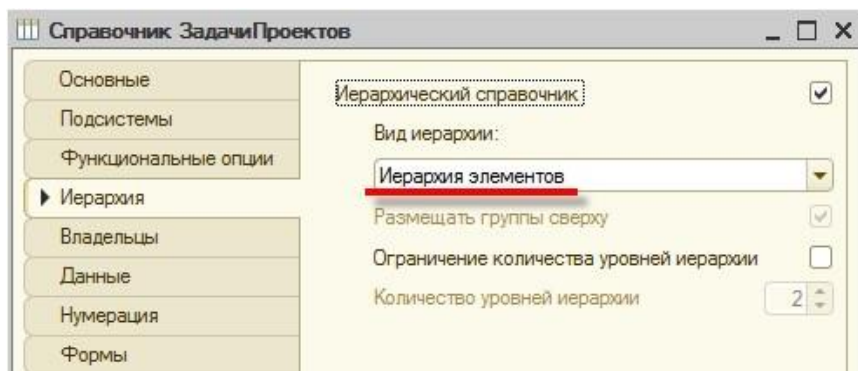 Справочник ЗадачиПроектов
Основные
Подсистемы
Функциональные опции
Иерархия
Владельцы
Данные
Нумерация
Формы
Иерархический справочник
Вид иерархии:
Иерархия элементов
Размещать группы сверху
Ограничение количества уровней иерархии
Количество уровней иерархии 2